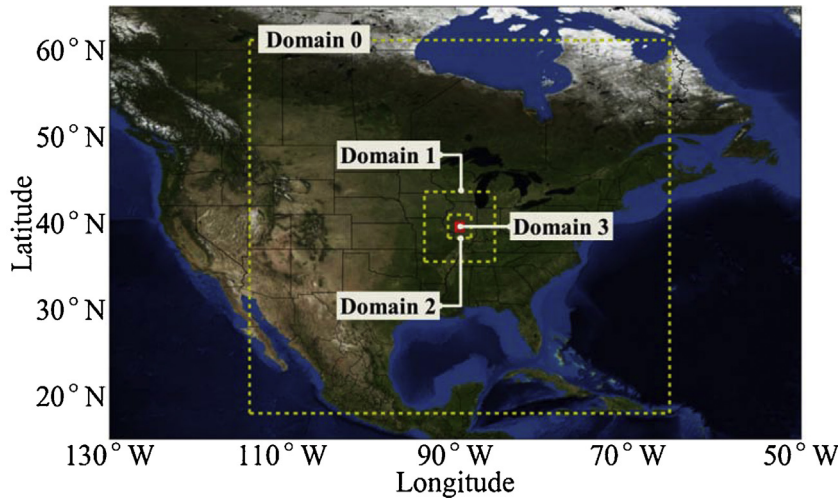 60° N
Domain 0
50° N
Domain 1
40° N
Domain 3
Latitude
Domain 2
30° N
20° N
130° W
110° W
90° W
70° W
50° W
Longitude